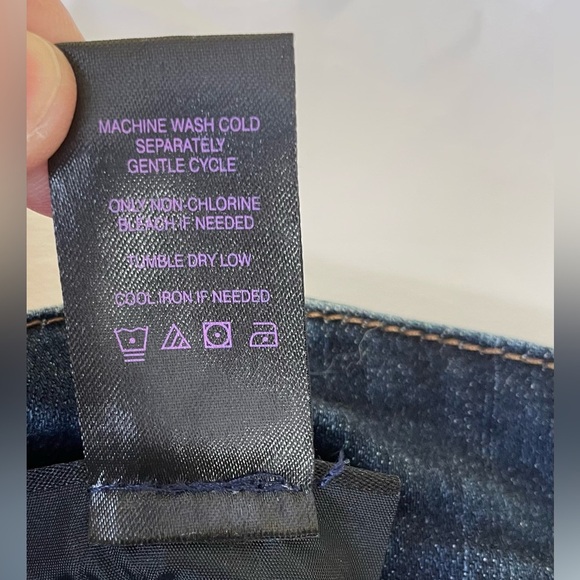 MACHINE WASH COLD
SEPARATELY
GENTLE CYCLE
ONLY NON-CHLORINE
BLEACH IF NEEDED
TUMBLE DRY LOW
COOL IRON IF NEEDED